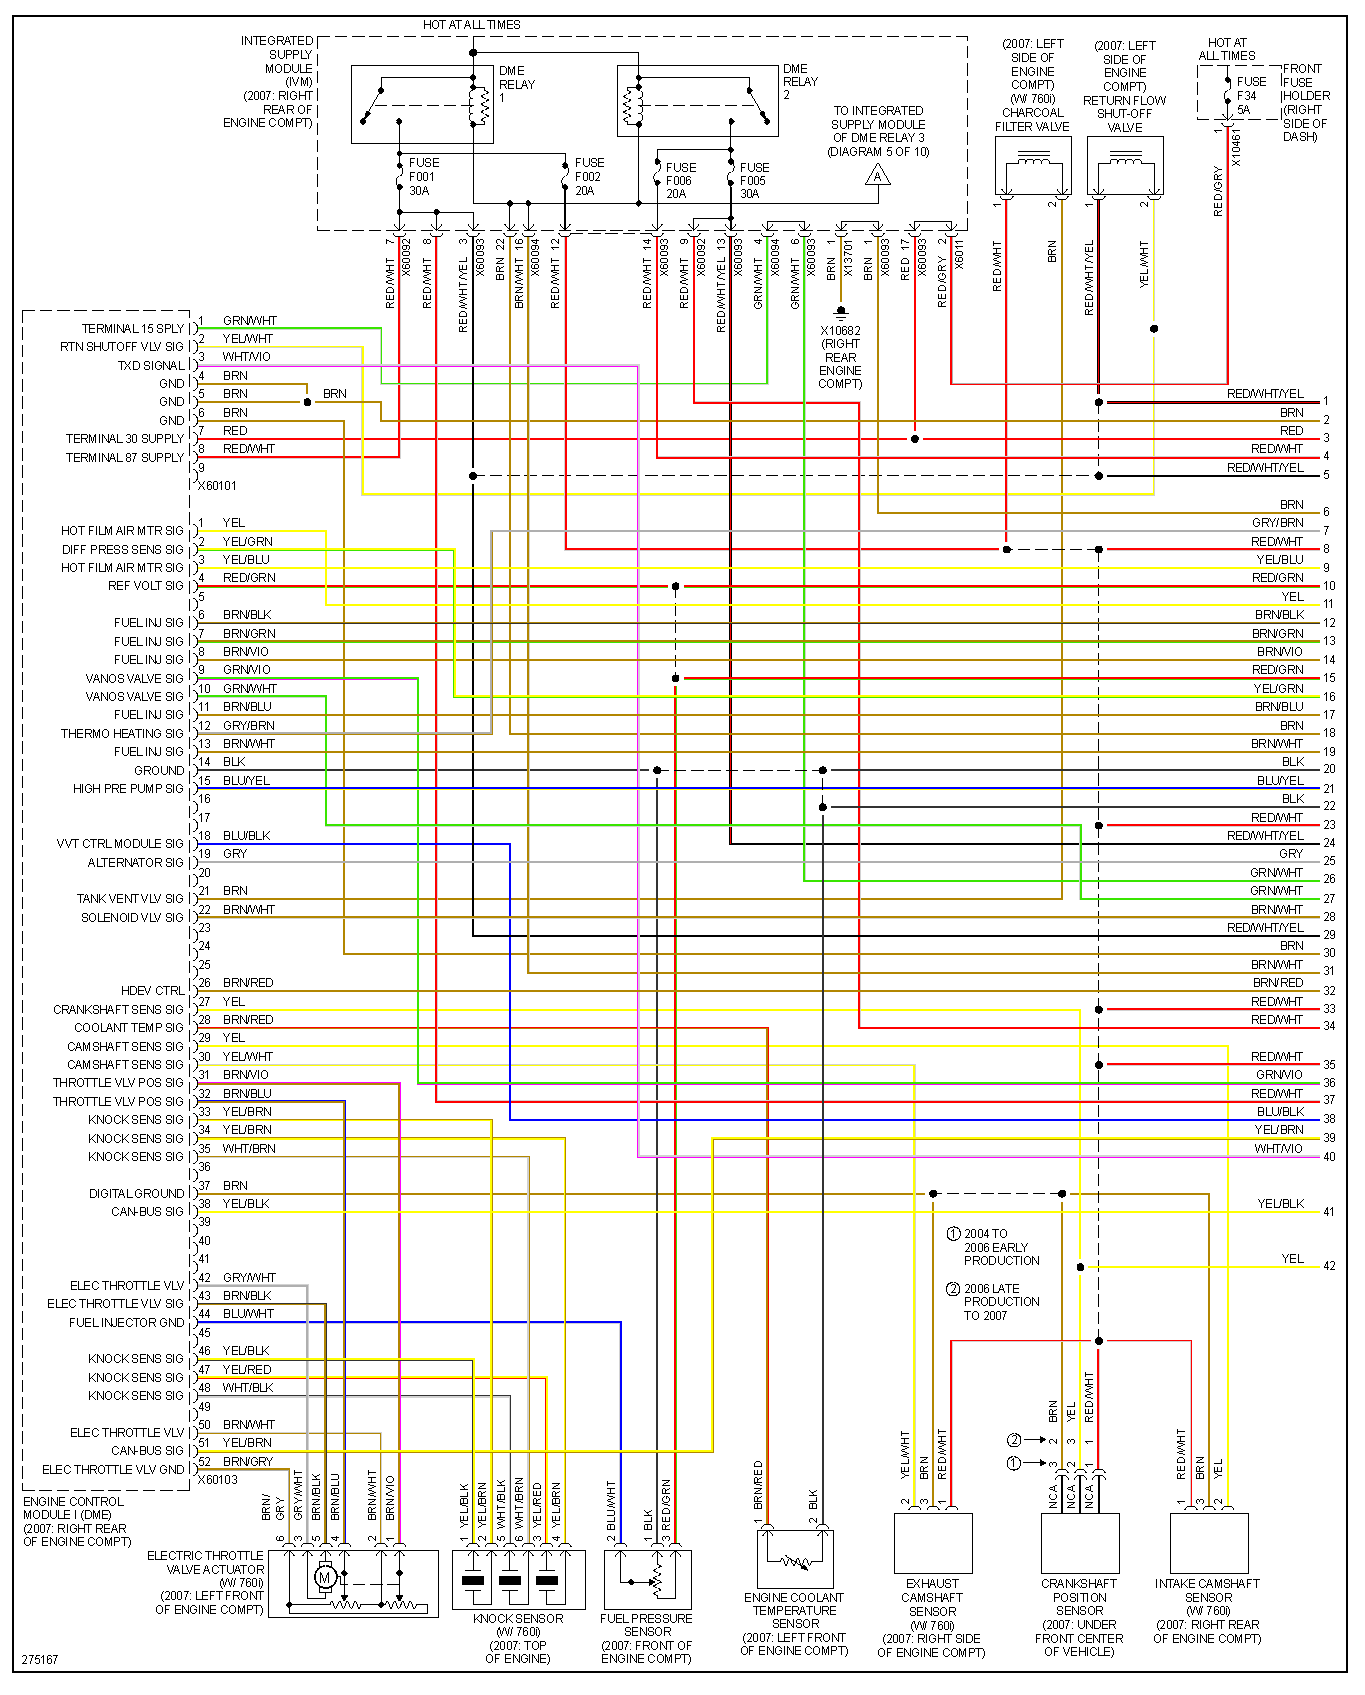 HOT AT ALL TIMES
INTEGRATED
SUPPLY
MODULE
(IVM)
(2007: RIGHT
REAR OF
ENGINE COMPT)
DME
RELAY
1
DME
RELAY
2
FUSE
F001
30A
FUSE
F002
20A
FUSE
F006
20A
FUSE
F005
30A
TO INTEGRATED
SUPPLY MODULE
OF DME RELAY 3
(DIAGRAM 5 OF 10)
A
(2007: LEFT
SIDE OF
ENGINE
COMPT)
(W/ 760i)
CHARCOAL
FILTER VALVE
(2007: LEFT
SIDE OF
ENGINE
COMPT)
RETURN FLOW
SHUT-OFF
VALVE
HOT AT
ALL TIMES
FUSE
F34
5A
FRONT
FUSE
HOLDER
(RIGHT
SIDE OF
DASH)
1
X10461
RED/GRY
1
RED/WHT
2
BRN
1
RED/WHT/YEL
2
YEL/WHT
7
X60092
RED/WHT
8
RED/WHT
3
X60093
RED/WHT/YEL
22
BRN
16
X60094
BRN/WHT
12
RED/WHT
14
X60093
RED/WHT
9
X60092
RED/WHT
13
X60093
RED/WHT/YEL
4
X60094
GRN/WHT
6
X60093
GRN/WHT
1
X13701
BRN
1
X60093
BRN
17
X60093
RED
2
X6011
RED/GRY
X10682
(RIGHT
REAR
ENGINE
COMPT)
TERMINAL 15 SPLY 1 GRN/WHT
RTN SHUTOFF VLV SIG 2 YEL/WHT
TXD SIGNAL 3 WHT/VIO
GND 4 BRN
GND 5 BRN BRN
GND 6 BRN
TERMINAL 30 SUPPLY 7 RED
TERMINAL 87 SUPPLY 8 RED/WHT
9
X60101
HOT FILM AIR MTR SIG 1 YEL
DIFF PRESS SENS SIG 2 YEL/GRN
HOT FILM AIR MTR SIG 3 YEL/BLU
REF VOLT SIG 4 RED/GRN
5
FUEL INJ SIG 6 BRN/BLK
FUEL INJ SIG 7 BRN/GRN
FUEL INJ SIG 8 BRN/VIO
VANOS VALVE SIG 9 GRN/VIO
VANOS VALVE SIG 10 GRN/WHT
FUEL INJ SIG 11 BRN/BLU
THERMO HEATING SIG 12 GRY/BRN
FUEL INJ SIG 13 BRN/WHT
GROUND 14 BLK
HIGH PRE PUMP SIG 15 BLU/YEL
16
17
VVT CTRL MODULE SIG 18 BLU/BLK
ALTERNATOR SIG 19 GRY
20
TANK VENT VLV SIG 21 BRN
SOLENOID VLV SIG 22 BRN/WHT
23
24
25
HDEV CTRL 26 BRN/RED
CRANKSHAFT SENS SIG 27 YEL
COOLANT TEMP SIG 28 BRN/RED
CAMSHAFT SENS SIG 29 YEL
CAMSHAFT SENS SIG 30 YEL/WHT
THROTTLE VLV POS SIG 31 BRN/VIO
THROTTLE VLV POS SIG 32 BRN/BLU
KNOCK SENS SIG 33 YEL/BRN
KNOCK SENS SIG 34 YEL/BRN
KNOCK SENS SIG 35 WHT/BRN
36
DIGITAL GROUND 37 BRN
CAN-BUS SIG 38 YEL/BLK
39
40
41
ELEC THROTTLE VLV 42 GRY/WHT
ELEC THROTTLE VLV SIG 43 BRN/BLK
FUEL INJECTOR GND 44 BLU/WHT
45
KNOCK SENS SIG 46 YEL/BLK
KNOCK SENS SIG 47 YEL/RED
KNOCK SENS SIG 48 WHT/BLK
49
ELEC THROTTLE VLV 50 BRN/WHT
CAN-BUS SIG 51 YEL/BRN
ELEC THROTTLE VLV GND 52 BRN/GRY
X60103
ENGINE CONTROL
MODULE I (DME)
(2007: RIGHT REAR
OF ENGINE COMPT)
RED/WHT/YEL 1
BRN 2
RED 3
RED/WHT 4
RED/WHT/YEL 5
BRN 6
GRY/BRN 7
RED/WHT 8
YEL/BLU 9
RED/GRN 10
YEL 11
BRN/BLK 12
BRN/GRN 13
BRN/VIO 14
RED/GRN 15
YEL/GRN 16
BRN/BLU 17
BRN 18
BRN/WHT 19
BLK 20
BLU/YEL 21
BLK 22
RED/WHT 23
RED/WHT/YEL 24
GRY 25
GRN/WHT 26
GRN/WHT 27
BRN/WHT 28
RED/WHT/YEL 29
BRN 30
BRN/WHT 31
BRN/RED 32
RED/WHT 33
RED/WHT 34
RED/WHT 35
GRN/VIO 36
RED/WHT 37
BLU/BLK 38
YEL/BRN 39
WHT/VIO 40
YEL/BLK 41
YEL 42
1 2004 TO
2006 EARLY
PRODUCTION
2 2006 LATE
PRODUCTION
TO 2007
6 BRN/
GRY
3 GRY/WHT
5 BRN/BLK
4 BRN/BLU
2 BRN/WHT
1 BRN/VIO
M
ELECTRIC THROTTLE
VALVE ACTUATOR
(W/ 760i)
(2007: LEFT FRONT
OF ENGINE COMPT)
1 YEL/BLK
2 YEL/BRN
5 WHT/BLK
6 WHT/BRN
3 YEL/RED
4 YEL/BRN
KNOCK SENSOR
(W/ 760i)
(2007: TOP
OF ENGINE)
2 BLU/WHT
1 BLK
3 RED/GRN
FUEL PRESSURE
SENSOR
(2007: FRONT OF
ENGINE COMPT)
1 BRN/RED
2 BLK
ENGINE COOLANT
TEMPERATURE
SENSOR
(2007: LEFT FRONT
OF ENGINE COMPT)
2 YEL/WHT
3 BRN
1 RED/WHT
EXHAUST
CAMSHAFT
SENSOR
(W/ 760i)
(2007: RIGHT SIDE
OF ENGINE COMPT)
BRN
YEL
RED/WHT
2 2 3 1
1 3 2 1
NCA
NCA
NCA
CRANKSHAFT
POSITION
SENSOR
(2007: UNDER
FRONT CENTER
OF VEHICLE)
1 RED/WHT
3 BRN
2 YEL
INTAKE CAMSHAFT
SENSOR
(W/ 760i)
(2007: RIGHT REAR
OF ENGINE COMPT)
275167